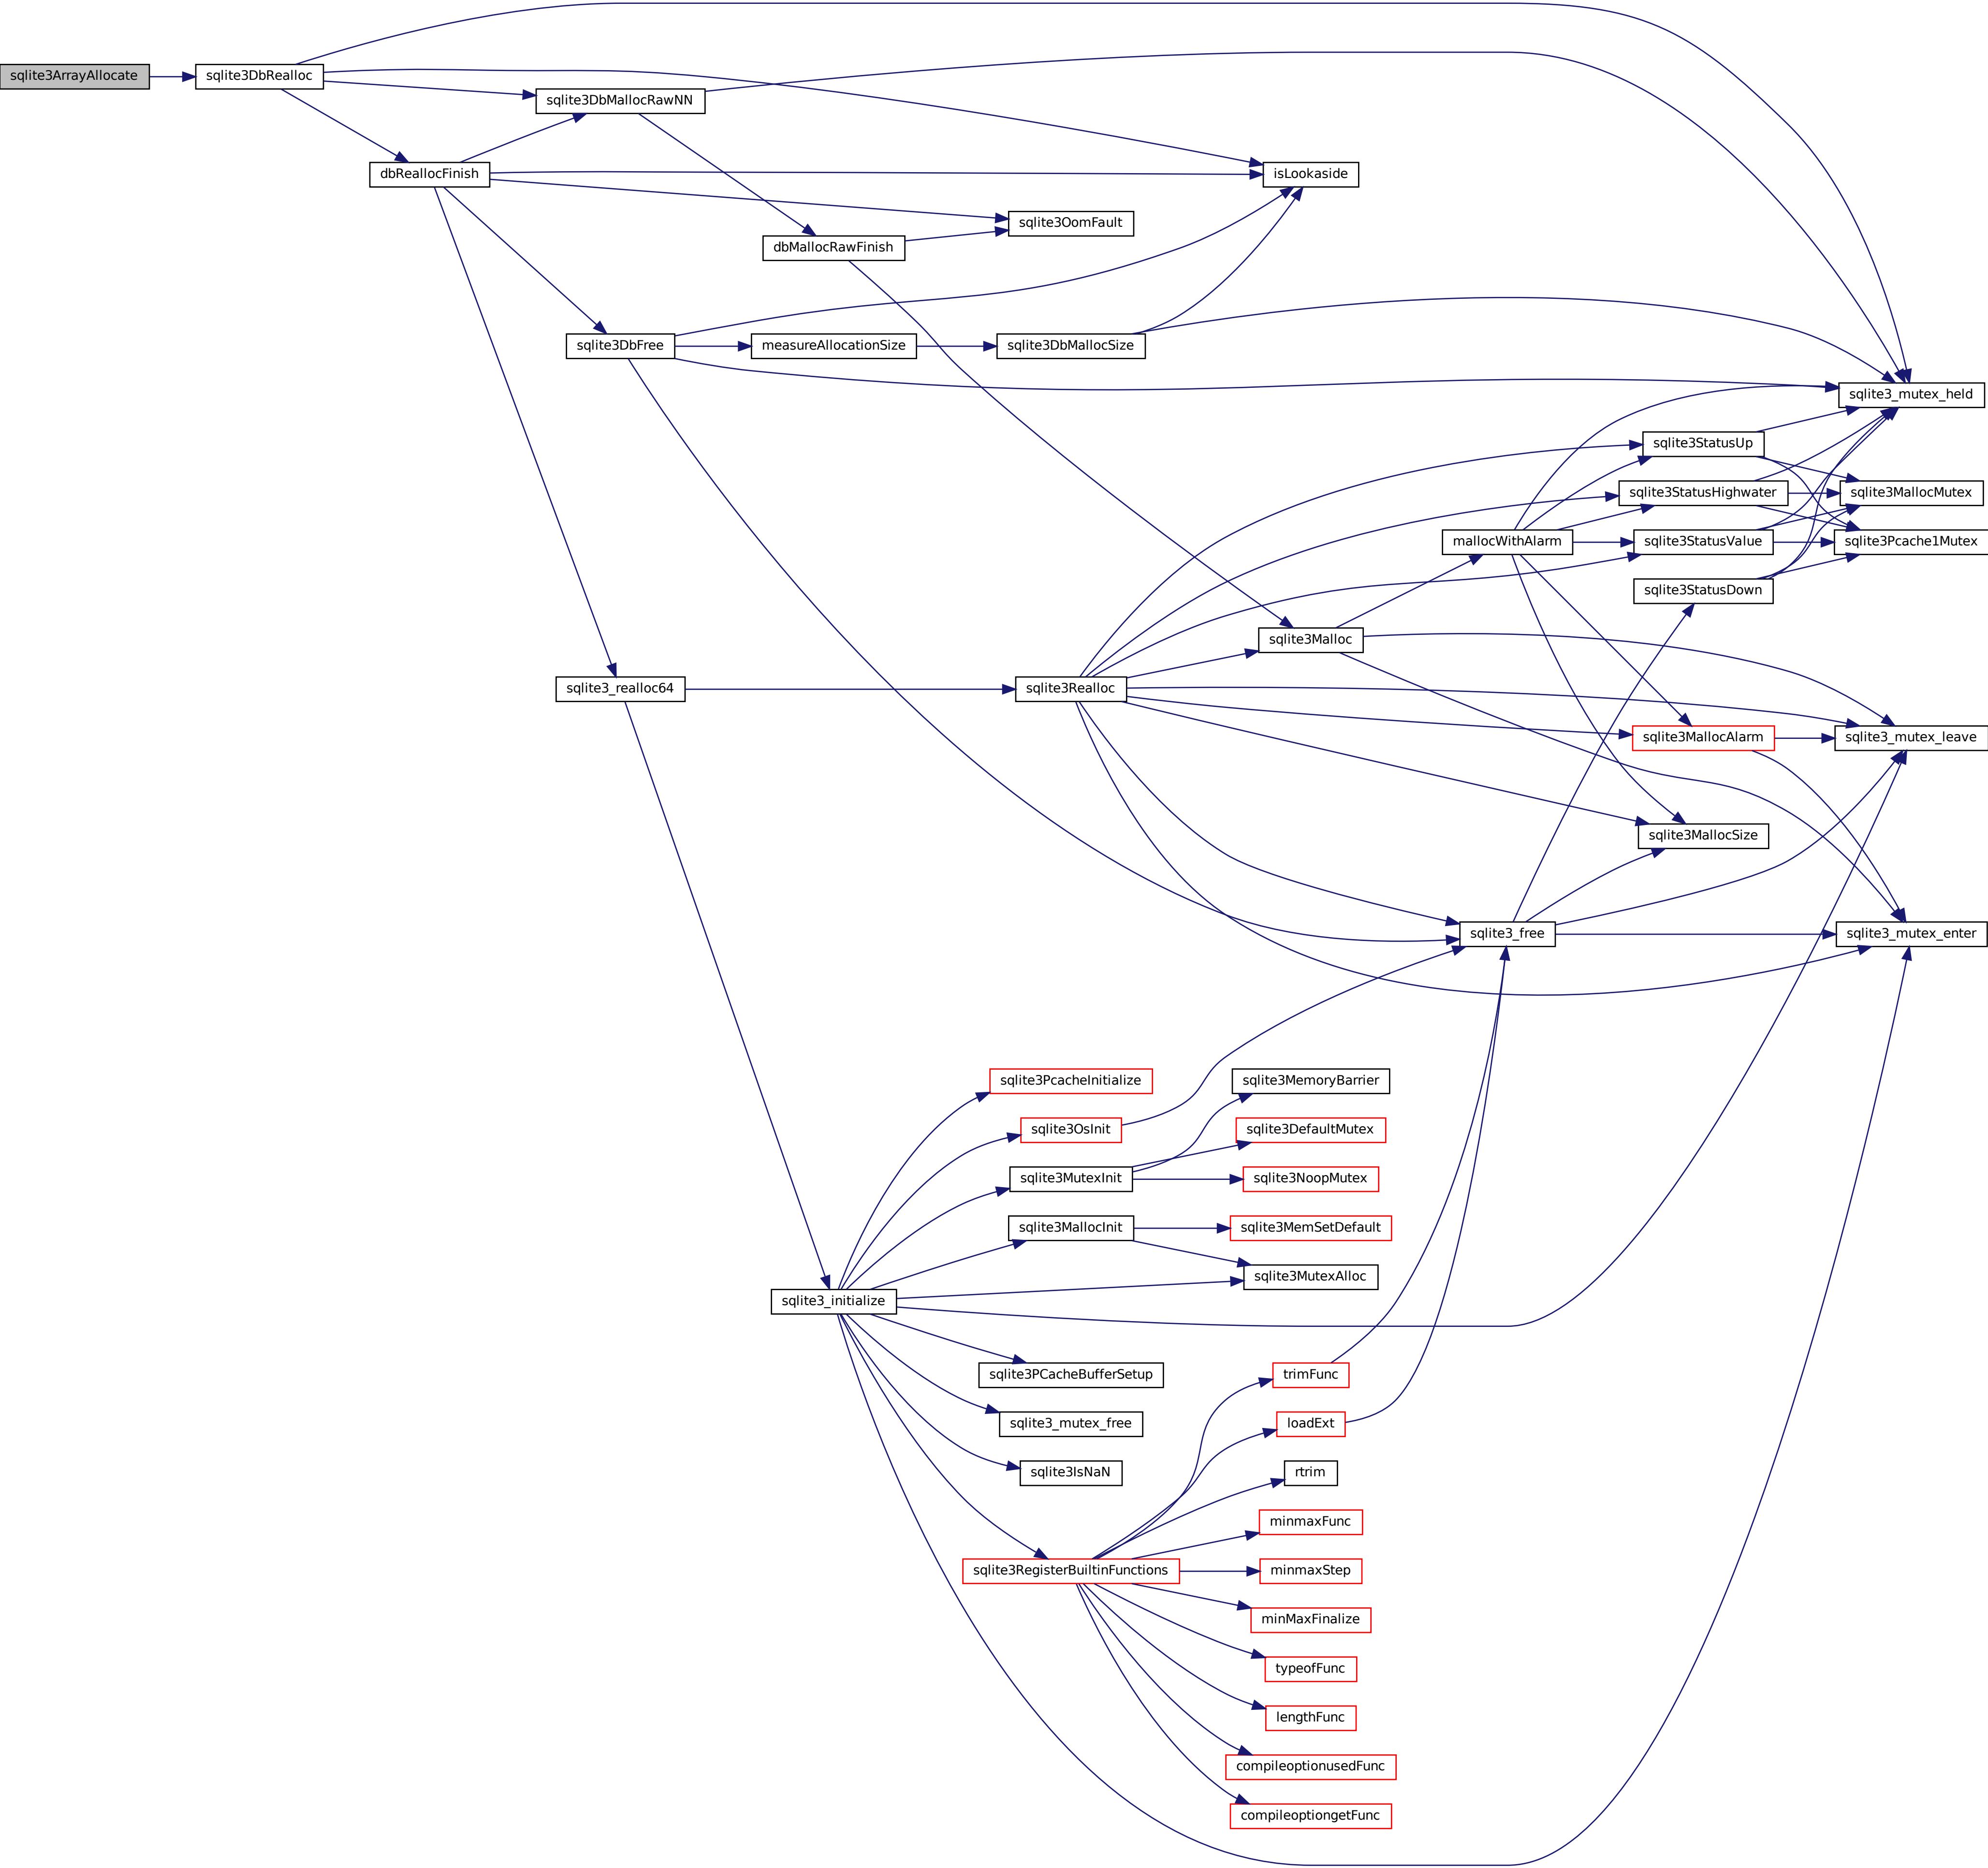 sqlite3ArrayAllocate
sqlite3DbRealloc
sqlite3DbMallocRawNN
dbReallocFinish
isLookaside
sqlite3OomFault
dbMallocRawFinish
sqlite3DbFree
measureAllocationSize
sqlite3DbMallocSize
sqlite3_mutex_held
sqlite3StatusUp
sqlite3StatusHighwater
sqlite3MallocMutex
mallocWithAlarm
sqlite3StatusValue
sqlite3Pcache1Mutex
sqlite3StatusDown
sqlite3Malloc
sqlite3_realloc64
sqlite3Realloc
sqlite3MallocAlarm
sqlite3_mutex_leave
sqlite3MallocSize
sqlite3_free
sqlite3_mutex_enter
sqlite3PcacheInitialize
sqlite3MemoryBarrier
sqlite3OsInit
sqlite3DefaultMutex
sqlite3MutexInit
sqlite3NoopMutex
sqlite3MallocInit
sqlite3MemSetDefault
sqlite3MutexAlloc
sqlite3_initialize
sqlite3PCacheBufferSetup
trimFunc
sqlite3_mutex_free
loadExt
sqlite3IsNaN
rtrim
minmaxFunc
sqlite3RegisterBuiltinFunctions
minmaxStep
minMaxFinalize
typeofFunc
lengthFunc
compileoptionusedFunc
compileoptiongetFunc